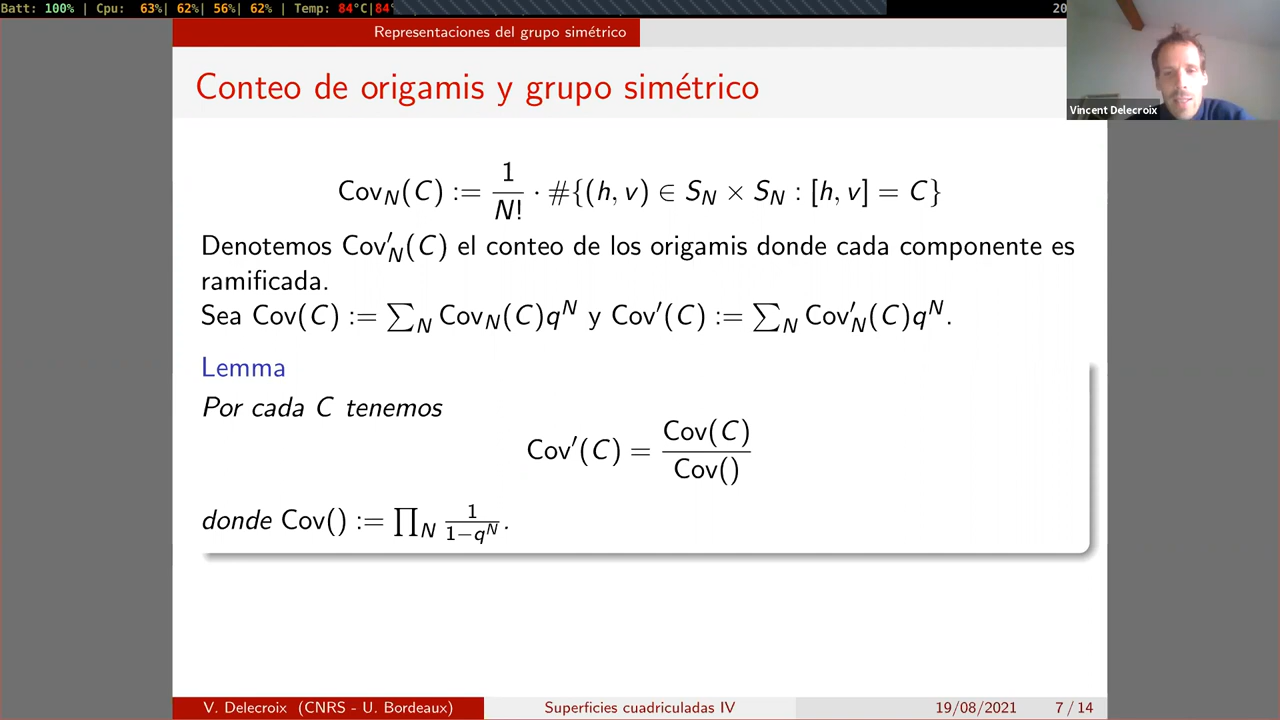 Batt: 100% | Cpu: 63%| 62%| 56%| 62% | Temp: 84°C|84
20
Representaciones del grupo simétrico
Conteo de origamis y grupo simétrico
Vincent Delecroix
Cov_N(C) := 1/N! · #{(h, v) ∈ S_N × S_N : [h, v] = C}
Denotemos Cov′_N(C) el conteo de los origamis donde cada componente es
ramificada.
Sea Cov(C) := ∑_N Cov_N(C)q^N y Cov′(C) := ∑_N Cov′_N(C)q^N.
Lemma
Por cada C tenemos
Cov′(C) = Cov(C)/Cov()
donde Cov() := ∏_N 1/(1−q^N).
V. Delecroix (CNRS - U. Bordeaux) Superficies cuadriculadas IV 19/08/2021 7 / 14